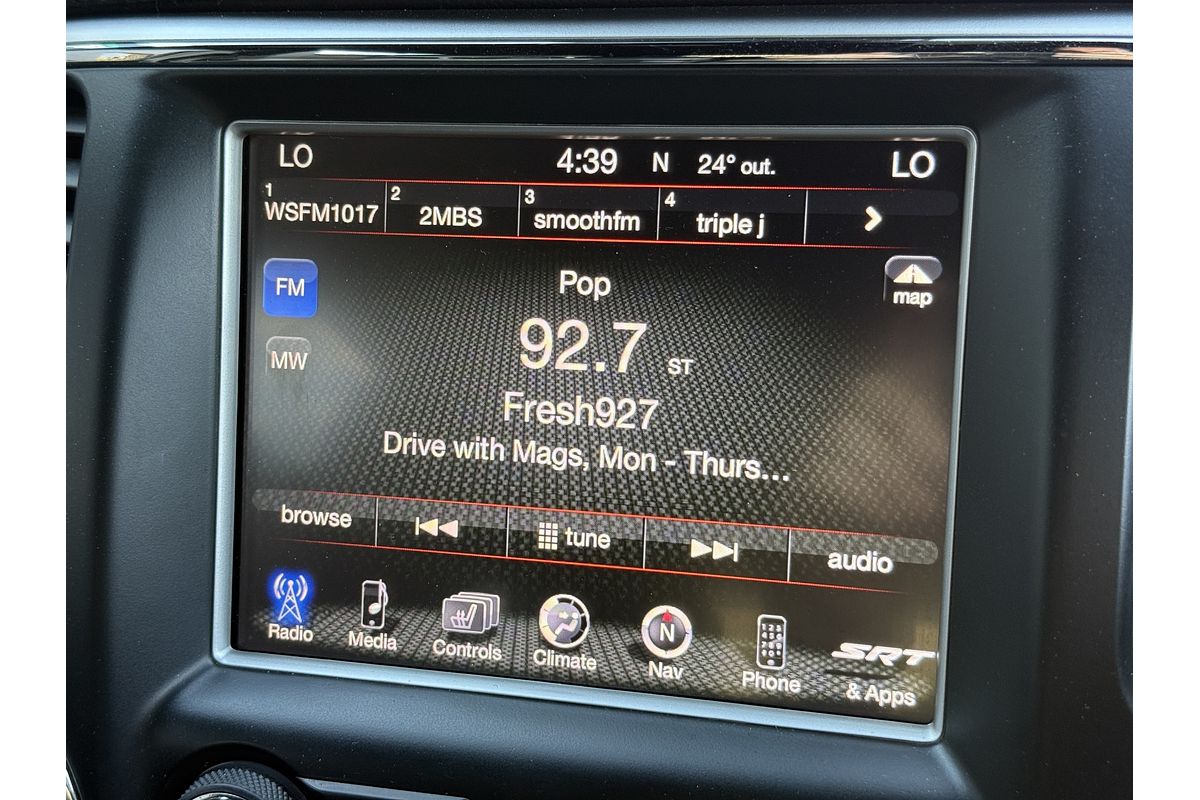 LO 4:39 N 24° out. LO
1 WSFM1017 2 2MBS 3 smoothfm 4 triple j
FM
Pop
map
92.7 ST
MW
Fresh927
Drive with Mags, Mon - Thurs...
browse tune audio
Radio Media Controls Climate N Nav Phone SRT & Apps